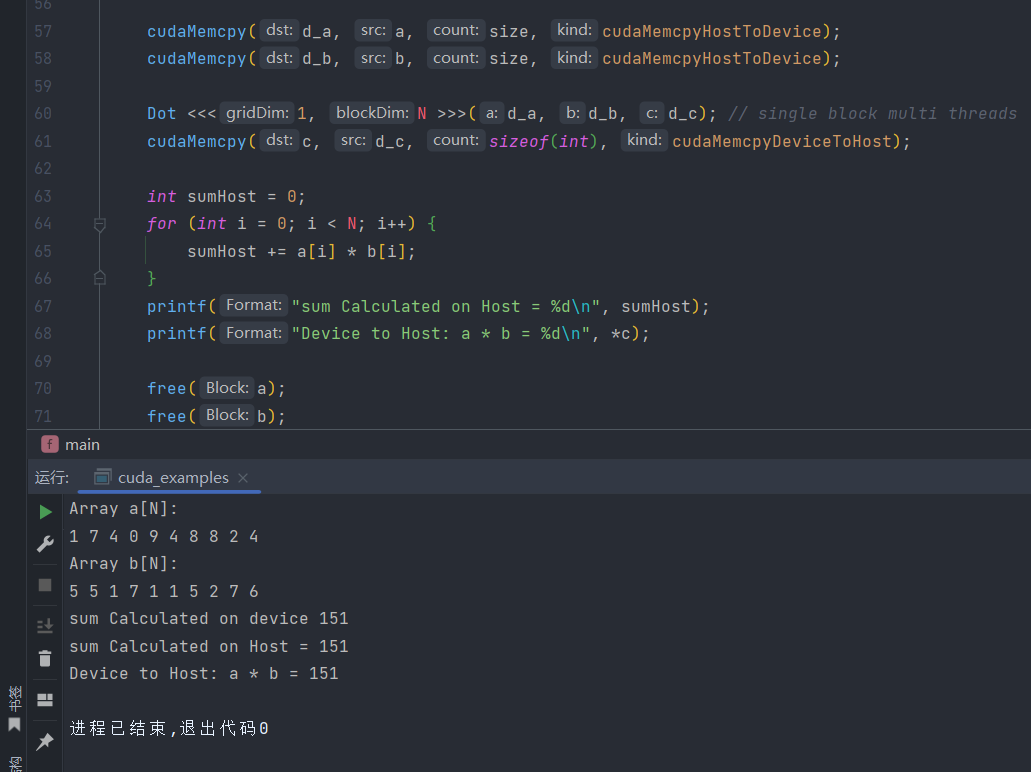 56
57 cudaMemcpy( dst: d_a, src: a, count: size, kind: cudaMemcpyHostToDevice);
58 cudaMemcpy( dst: d_b, src: b, count: size, kind: cudaMemcpyHostToDevice);
59
60 Dot <<< gridDim: 1, blockDim: N >>>( a: d_a, b: d_b, c: d_c); // single block multi threads
61 cudaMemcpy( dst: c, src: d_c, count: sizeof(int), kind: cudaMemcpyDeviceToHost);
62
63 int sumHost = 0;
64 for (int i = 0; i < N; i++) {
65 sumHost += a[i] * b[i];
66 }
67 printf( Format: "sum Calculated on Host = %d\n", sumHost);
68 printf( Format: "Device to Host: a * b = %d\n", *c);
69
70 free( Block: a);
71 free( Block: b);
f main
运行: cuda_examples
Array a[N]:
1 7 4 0 9 4 8 8 2 4
Array b[N]:
5 5 1 7 1 1 5 2 7 6
sum Calculated on device 151
sum Calculated on Host = 151
Device to Host: a * b = 151
进程已结束,退出代码0
书签